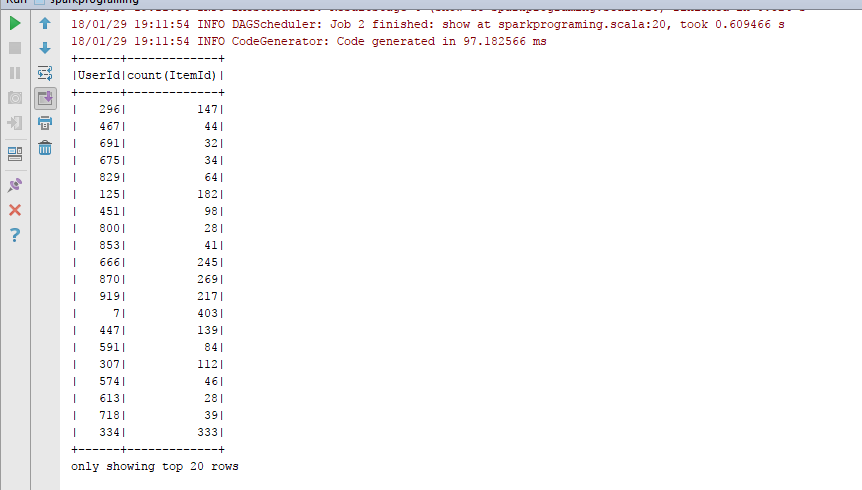 Run sparkprograming
18/01/29 19:11:54 INFO DAGScheduler: Job 2 finished: show at sparkprograming.scala:20, took 0.609466 s
18/01/29 19:11:54 INFO CodeGenerator: Code generated in 97.182566 ms
+------+-------------+
|UserId|count(ItemId)|
+------+-------------+
|   296|          147|
|   467|           44|
|   691|           32|
|   675|           34|
|   829|           64|
|   125|          182|
|   451|           98|
|   800|           28|
|   853|           41|
|   666|          245|
|   870|          269|
|   919|          217|
|     7|          403|
|   447|          139|
|   591|           84|
|   307|          112|
|   574|           46|
|   613|           28|
|   718|           39|
|   334|          333|
+------+-------------+
only showing top 20 rows